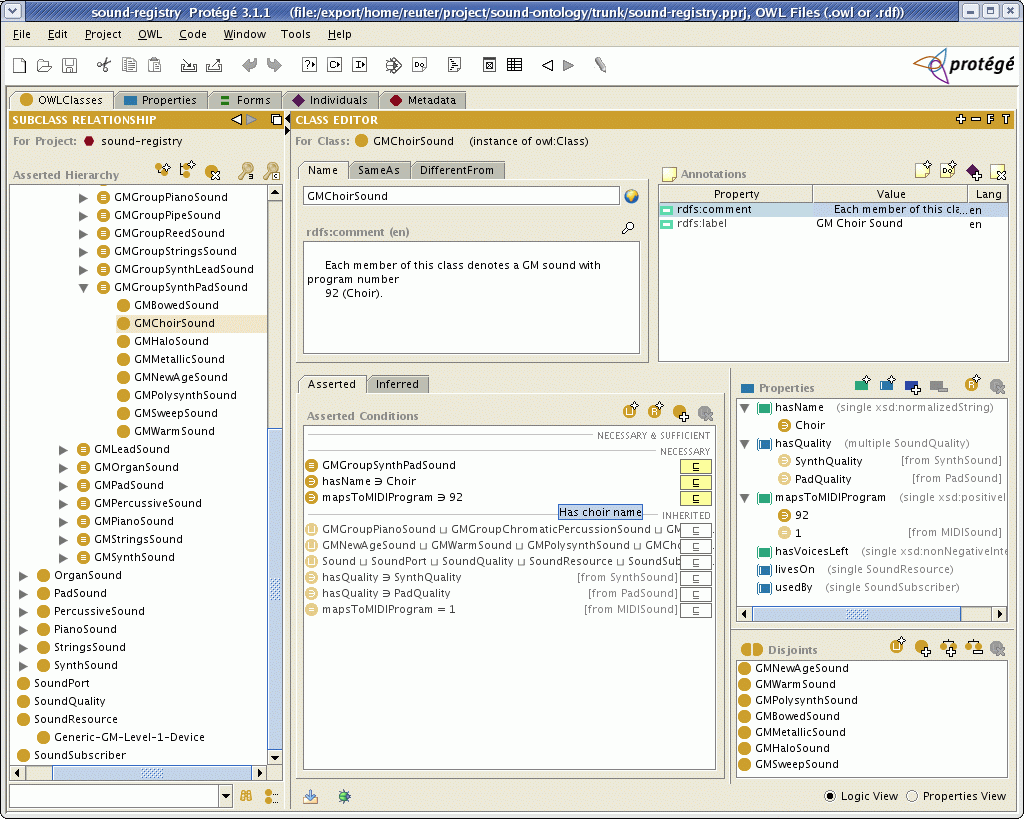 sound-registry Protégé 3.1.1 (file:/export/home/reuter/project/sound-ontology/trunk/sound-registry.pprj, OWL Files (.owl or .rdf))
File Edit Project OWL Code Window Tools Help
protégé
OWLClasses Properties Forms Individuals Metadata
SUBCLASS RELATIONSHIP
For Project: sound-registry
Asserted Hierarchy
GMGroupPianoSound
GMGroupPipeSound
GMGroupReedSound
GMGroupStringsSound
GMGroupSynthLeadSound
GMGroupSynthPadSound
GMBowedSound
GMChoirSound
GMHaloSound
GMMetallicSound
GMNewAgeSound
GMPolysynthSound
GMSweepSound
GMWarmSound
GMLeadSound
GMOrganSound
GMPadSound
GMPercussiveSound
GMPianoSound
GMStringsSound
GMSynthSound
OrganSound
PadSound
PercussiveSound
PianoSound
StringsSound
SynthSound
SoundPort
SoundQuality
SoundResource
Generic-GM-Level-1-Device
SoundSubscriber
CLASS EDITOR
F T
For Class: GMChoirSound (instance of owl:Class)
Name SameAs DifferentFrom
GMChoirSound
rdfs:comment (en)
Each member of this class denotes a GM sound with
program number
92 (Choir).
Annotations
Property Value Lang
rdfs:comment Each member of this cla... en
rdfs:label GM Choir Sound en
Asserted Inferred
Asserted Conditions
NECESSARY & SUFFICIENT
NECESSARY
GMGroupSynthPadSound ⊑
hasName ∋ Choir ⊑
mapsToMIDIProgram ∋ 92 ⊑
Has choir name
INHERITED
GMGroupPianoSound ⊔ GMGroupChromaticPercussionSound ⊔ GM ⊑
GMNewAgeSound ⊔ GMWarmSound ⊔ GMPolysynthSound ⊔ GMCho ⊑
Sound ⊔ SoundPort ⊔ SoundQuality ⊔ SoundResource ⊔ SoundSub ⊑
hasQuality ∋ SynthQuality [from SynthSound] ⊑
hasQuality ∋ PadQuality [from PadSound] ⊑
mapsToMIDIProgram = 1 [from MIDISound] ⊑
Properties
hasName (single xsd:normalizedString)
Choir
hasQuality (multiple SoundQuality)
SynthQuality [from SynthSound]
PadQuality [from PadSound]
mapsToMIDIProgram (single xsd:positiveI
92
1 [from MIDISound]
hasVoicesLeft (single xsd:nonNegativeInte
livesOn (single SoundResource)
usedBy (single SoundSubscriber)
Disjoints
GMNewAgeSound
GMWarmSound
GMPolysynthSound
GMBowedSound
GMMetallicSound
GMHaloSound
GMSweepSound
Logic View Properties View